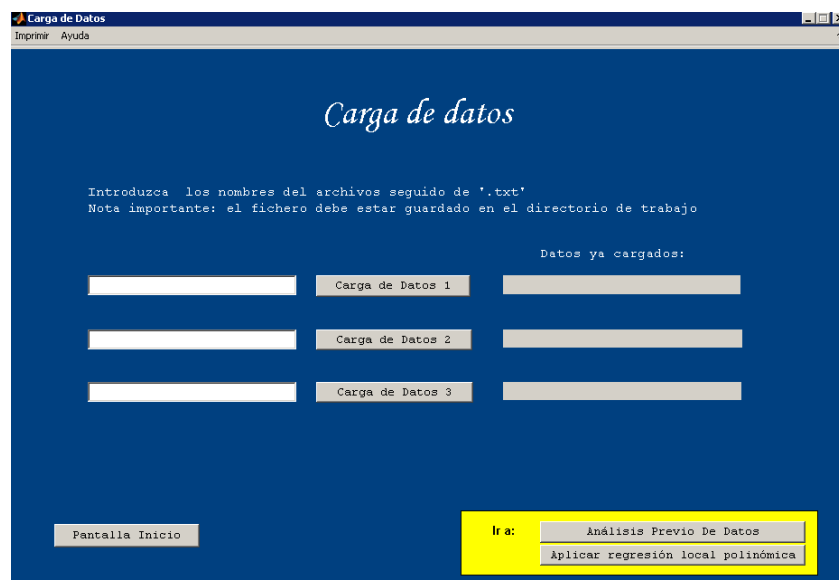 Carga de Datos
Imprimir Ayuda
Carga de datos
Introduzca los nombres del archivos seguido de '.txt'
Nota importante: el fichero debe estar guardado en el directorio de trabajo
Datos ya cargados:
Carga de Datos 1
Carga de Datos 2
Carga de Datos 3
Pantalla Inicio
Ir a:
Análisis Previo De Datos
Aplicar regresión local polinómica